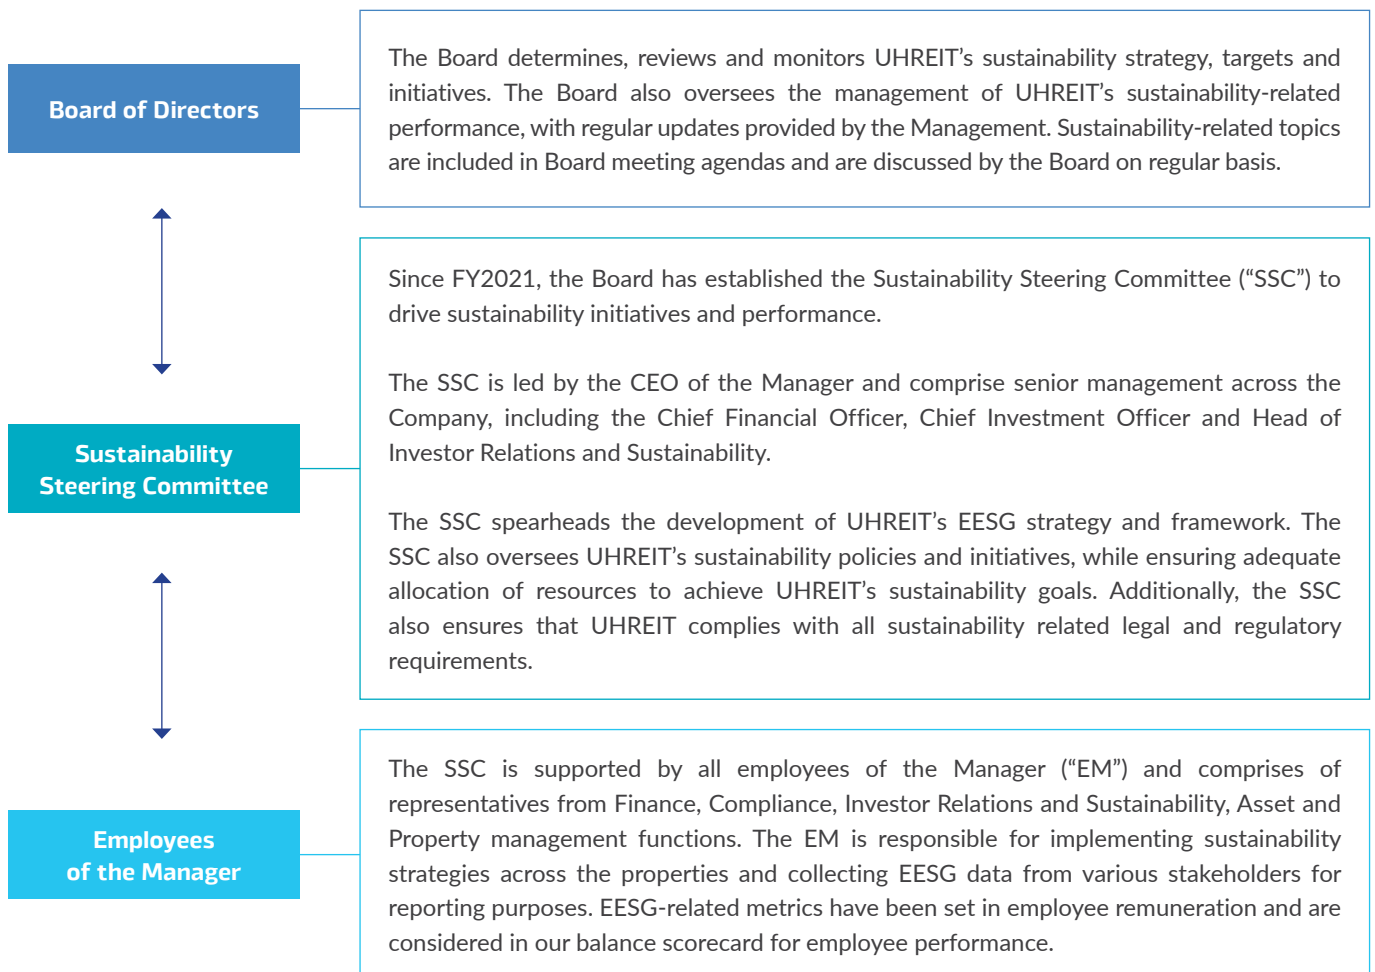 Board of Directors
The Board determines, reviews and monitors UHREIT’s sustainability strategy, targets and
initiatives. The Board also oversees the management of UHREIT’s sustainability-related
performance, with regular updates provided by the Management. Sustainability-related topics
are included in Board meeting agendas and are discussed by the Board on regular basis.
Sustainability
Steering Committee
Since FY2021, the Board has established the Sustainability Steering Committee (“SSC”) to
drive sustainability initiatives and performance.
The SSC is led by the CEO of the Manager and comprise senior management across the
Company, including the Chief Financial Officer, Chief Investment Officer and Head of
Investor Relations and Sustainability.
The SSC spearheads the development of UHREIT’s EESG strategy and framework. The
SSC also oversees UHREIT’s sustainability policies and initiatives, while ensuring adequate
allocation of resources to achieve UHREIT’s sustainability goals. Additionally, the SSC
also ensures that UHREIT complies with all sustainability related legal and regulatory
requirements.
Employees
of the Manager
The SSC is supported by all employees of the Manager (“EM”) and comprises of
representatives from Finance, Compliance, Investor Relations and Sustainability, Asset and
Property management functions. The EM is responsible for implementing sustainability
strategies across the properties and collecting EESG data from various stakeholders for
reporting purposes. EESG-related metrics have been set in employee remuneration and are
considered in our balance scorecard for employee performance.